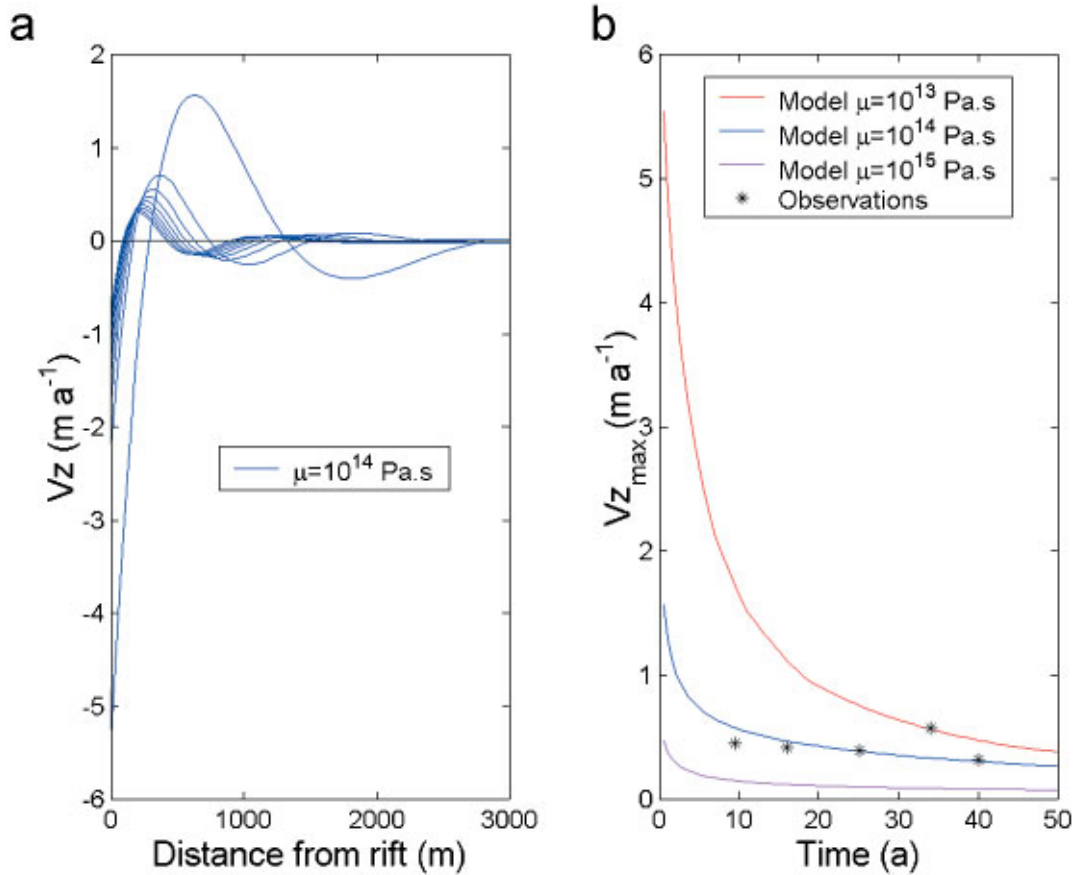 a
2
1
0
-1
-2
-3
-4
-5
-6
Vz (m a⁻¹)
μ=10¹⁴ Pa.s
0
1000
2000
3000
Distance from rift (m)
b
6
5
4
3
2
1
0
Vz_max, (m a⁻¹)
Model μ=10¹³ Pa.s
Model μ=10¹⁴ Pa.s
Model μ=10¹⁵ Pa.s
* Observations
0
10
20
30
40
50
Time (a)